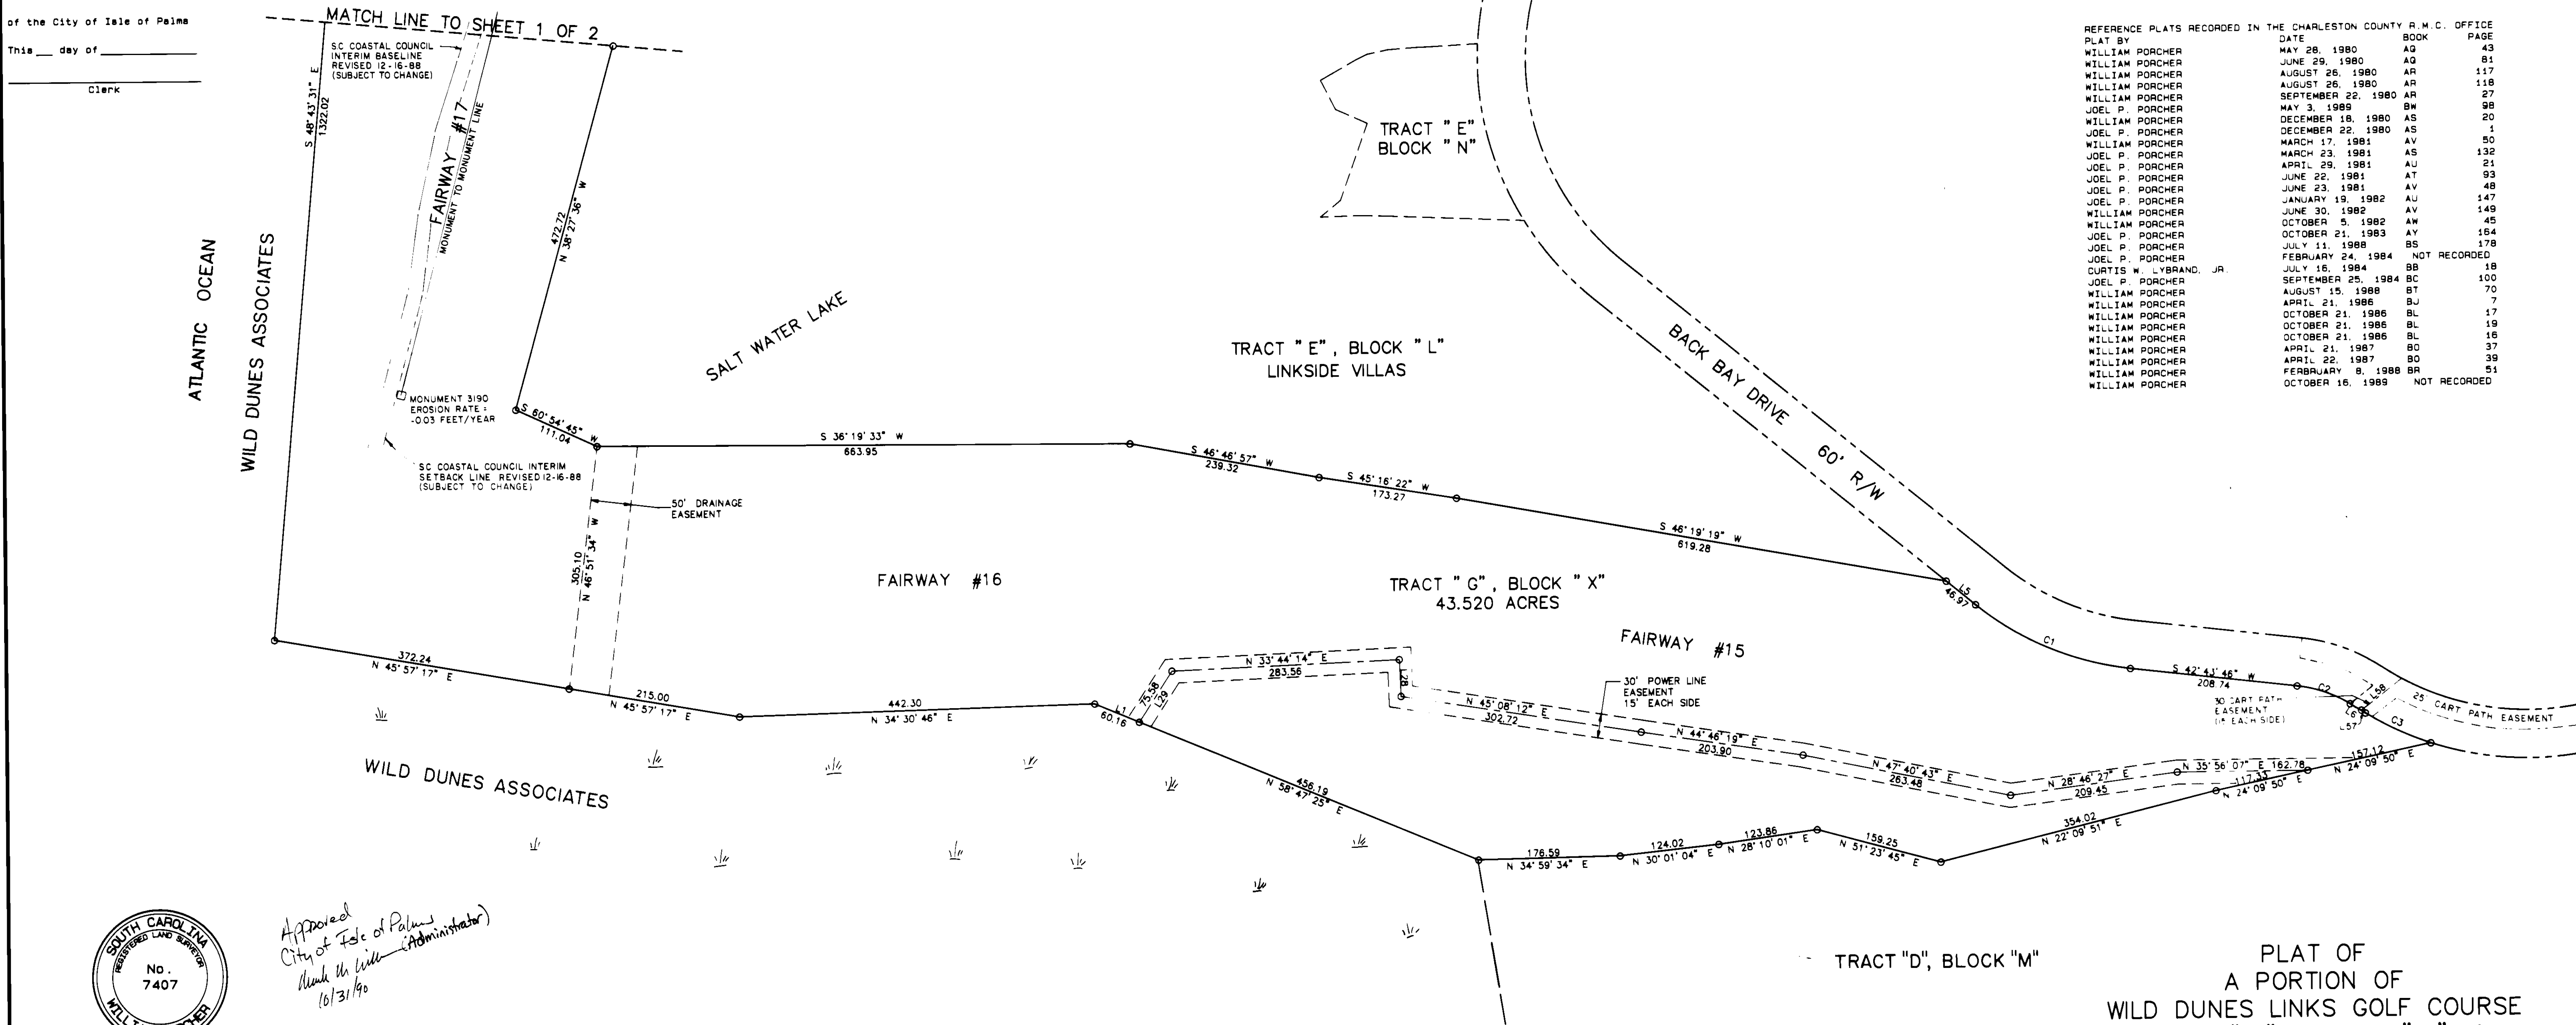 of the City of Isle of Palms
This __ day of ____________
Clerk
MATCH LINE TO SHEET 1 OF 2
S.C. COASTAL COUNCIL
INTERIM BASELINE
REVISED 12-16-88
(SUBJECT TO CHANGE)
S 48° 43' 31" E
1322.02
FAIRWAY #17
MONUMENT TO MONUMENT LINE
472.72
N 38° 27' 36" W
ATLANTIC OCEAN
WILD DUNES ASSOCIATES
SALT WATER LAKE
MONUMENT 3190
EROSION RATE =
-0.03 FEET/YEAR
S.C. COASTAL COUNCIL INTERIM
SETBACK LINE REVISED 12-16-88
(SUBJECT TO CHANGE)
S 60° 54' 45" W
111.04
50' DRAINAGE
EASEMENT
305.10
N 46° 51' 34" W
TRACT "E"
BLOCK "N"
TRACT "E", BLOCK "L"
LINKSIDE VILLAS
BACK BAY DRIVE 60' R/W
S 36° 19' 33" W
663.95
S 46° 46' 57" W
239.32
S 45° 16' 22" W
173.27
S 46° 19' 19" W
619.28
L5
46.97
C1
S 42° 43' 46" W
208.74
C2
L6
L57
L58
C3
30' CART PATH
EASEMENT
(15' EACH SIDE)
25' CART PATH EASEMENT
FAIRWAY #16
TRACT "G", BLOCK "X"
43.520 ACRES
FAIRWAY #15
30' POWER LINE
EASEMENT
15' EACH SIDE
372.24
N 45° 57' 17" E
215.00
N 45° 57' 17" E
442.30
N 34° 30' 46" E
L1
60.16
75.58
L29
N 33° 44' 14" E
283.56
L28
N 45° 08' 12" E
302.72
N 44° 46' 19" E
203.90
N 47° 40' 43" E
263.48
N 28° 46' 27" E
209.45
N 35° 56' 07" E 162.78
117.33
N 24° 09' 50" E
157.12
N 24° 09' 50" E
456.19
N 58° 47' 25" E
176.59
N 34° 59' 34" E
124.02
N 30° 01' 04" E
123.86
N 28° 10' 01" E
159.25
N 51° 23' 45" E
354.02
N 22° 09' 51" E
WILD DUNES ASSOCIATES
TRACT "D", BLOCK "M"
REFERENCE PLATS RECORDED IN THE CHARLESTON COUNTY R.M.C. OFFICE
PLAT BY DATE BOOK PAGE
WILLIAM PORCHER MAY 28, 1980 AQ 43
WILLIAM PORCHER JUNE 29, 1980 AQ 81
WILLIAM PORCHER AUGUST 26, 1980 AR 117
WILLIAM PORCHER AUGUST 26, 1980 AR 118
WILLIAM PORCHER SEPTEMBER 22, 1980 AR 27
JOEL P. PORCHER MAY 3, 1989 BW 98
WILLIAM PORCHER DECEMBER 18, 1980 AS 20
JOEL P. PORCHER DECEMBER 22, 1980 AS 1
WILLIAM PORCHER MARCH 17, 1981 AV 50
JOEL P. PORCHER MARCH 23, 1981 AS 132
JOEL P. PORCHER APRIL 29, 1981 AU 21
JOEL P. PORCHER JUNE 22, 1981 AT 93
JOEL P. PORCHER JUNE 23, 1981 AV 48
JOEL P. PORCHER JANUARY 19, 1982 AU 147
WILLIAM PORCHER JUNE 30, 1982 AV 149
WILLIAM PORCHER OCTOBER 5, 1982 AW 45
JOEL P. PORCHER OCTOBER 21, 1983 AY 164
JOEL P. PORCHER JULY 11, 1988 BS 178
JOEL P. PORCHER FEBRUARY 24, 1984 NOT RECORDED
CURTIS W. LYBRAND, JR. JULY 16, 1984 BB 18
JOEL P. PORCHER SEPTEMBER 25, 1984 BC 100
WILLIAM PORCHER AUGUST 15, 1988 BT 70
WILLIAM PORCHER APRIL 21, 1986 BJ 7
WILLIAM PORCHER OCTOBER 21, 1986 BL 17
WILLIAM PORCHER OCTOBER 21, 1986 BL 19
WILLIAM PORCHER OCTOBER 21, 1986 BL 16
WILLIAM PORCHER APRIL 21, 1987 BO 37
WILLIAM PORCHER APRIL 22, 1987 BO 39
WILLIAM PORCHER FERBRUARY 8, 1988 BR 51
WILLIAM PORCHER OCTOBER 16, 1989 NOT RECORDED
SOUTH CAROLINA
REGISTERED LAND SURVEYOR
No.
7407
Approved
City of Isle of Palms
(Administrator)
10/31/90
PLAT OF
A PORTION OF
WILD DUNES LINKS GOLF COURSE